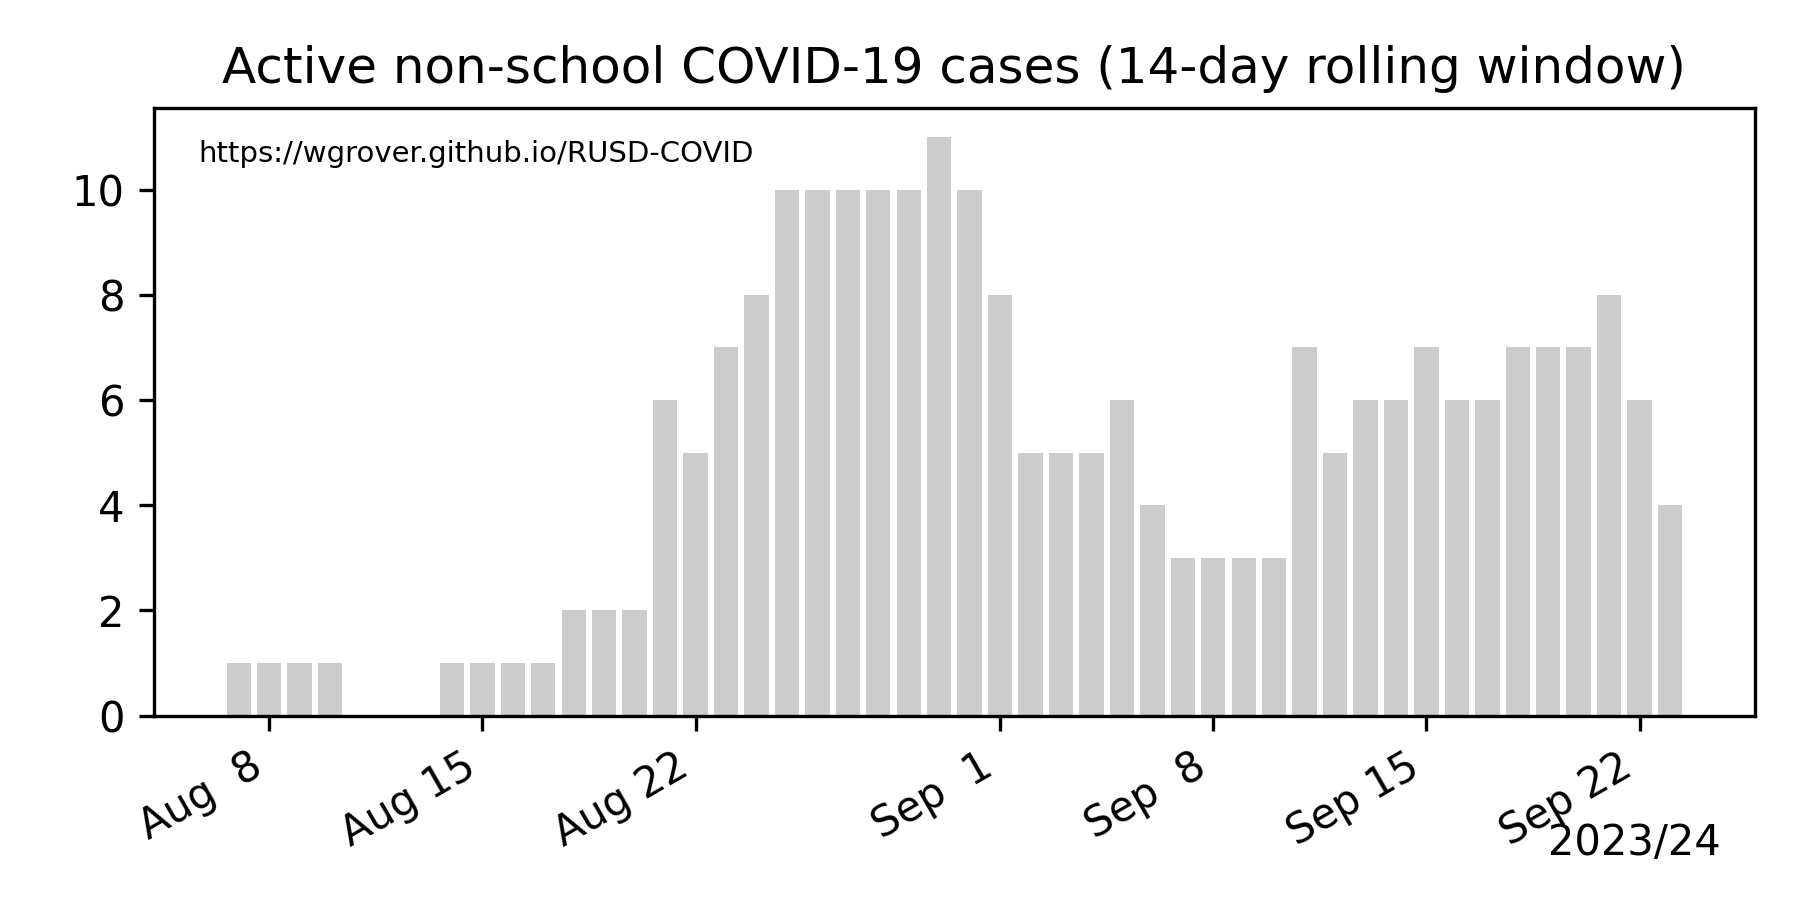 Active non-school COVID-19 cases (14-day rolling window)
https://wgrover.github.io/RUSD-COVID
10
8
6
4
2
0
Aug  8
Aug 15
Aug 22
Sep  1
Sep  8
Sep 15
Sep 22
2023/24